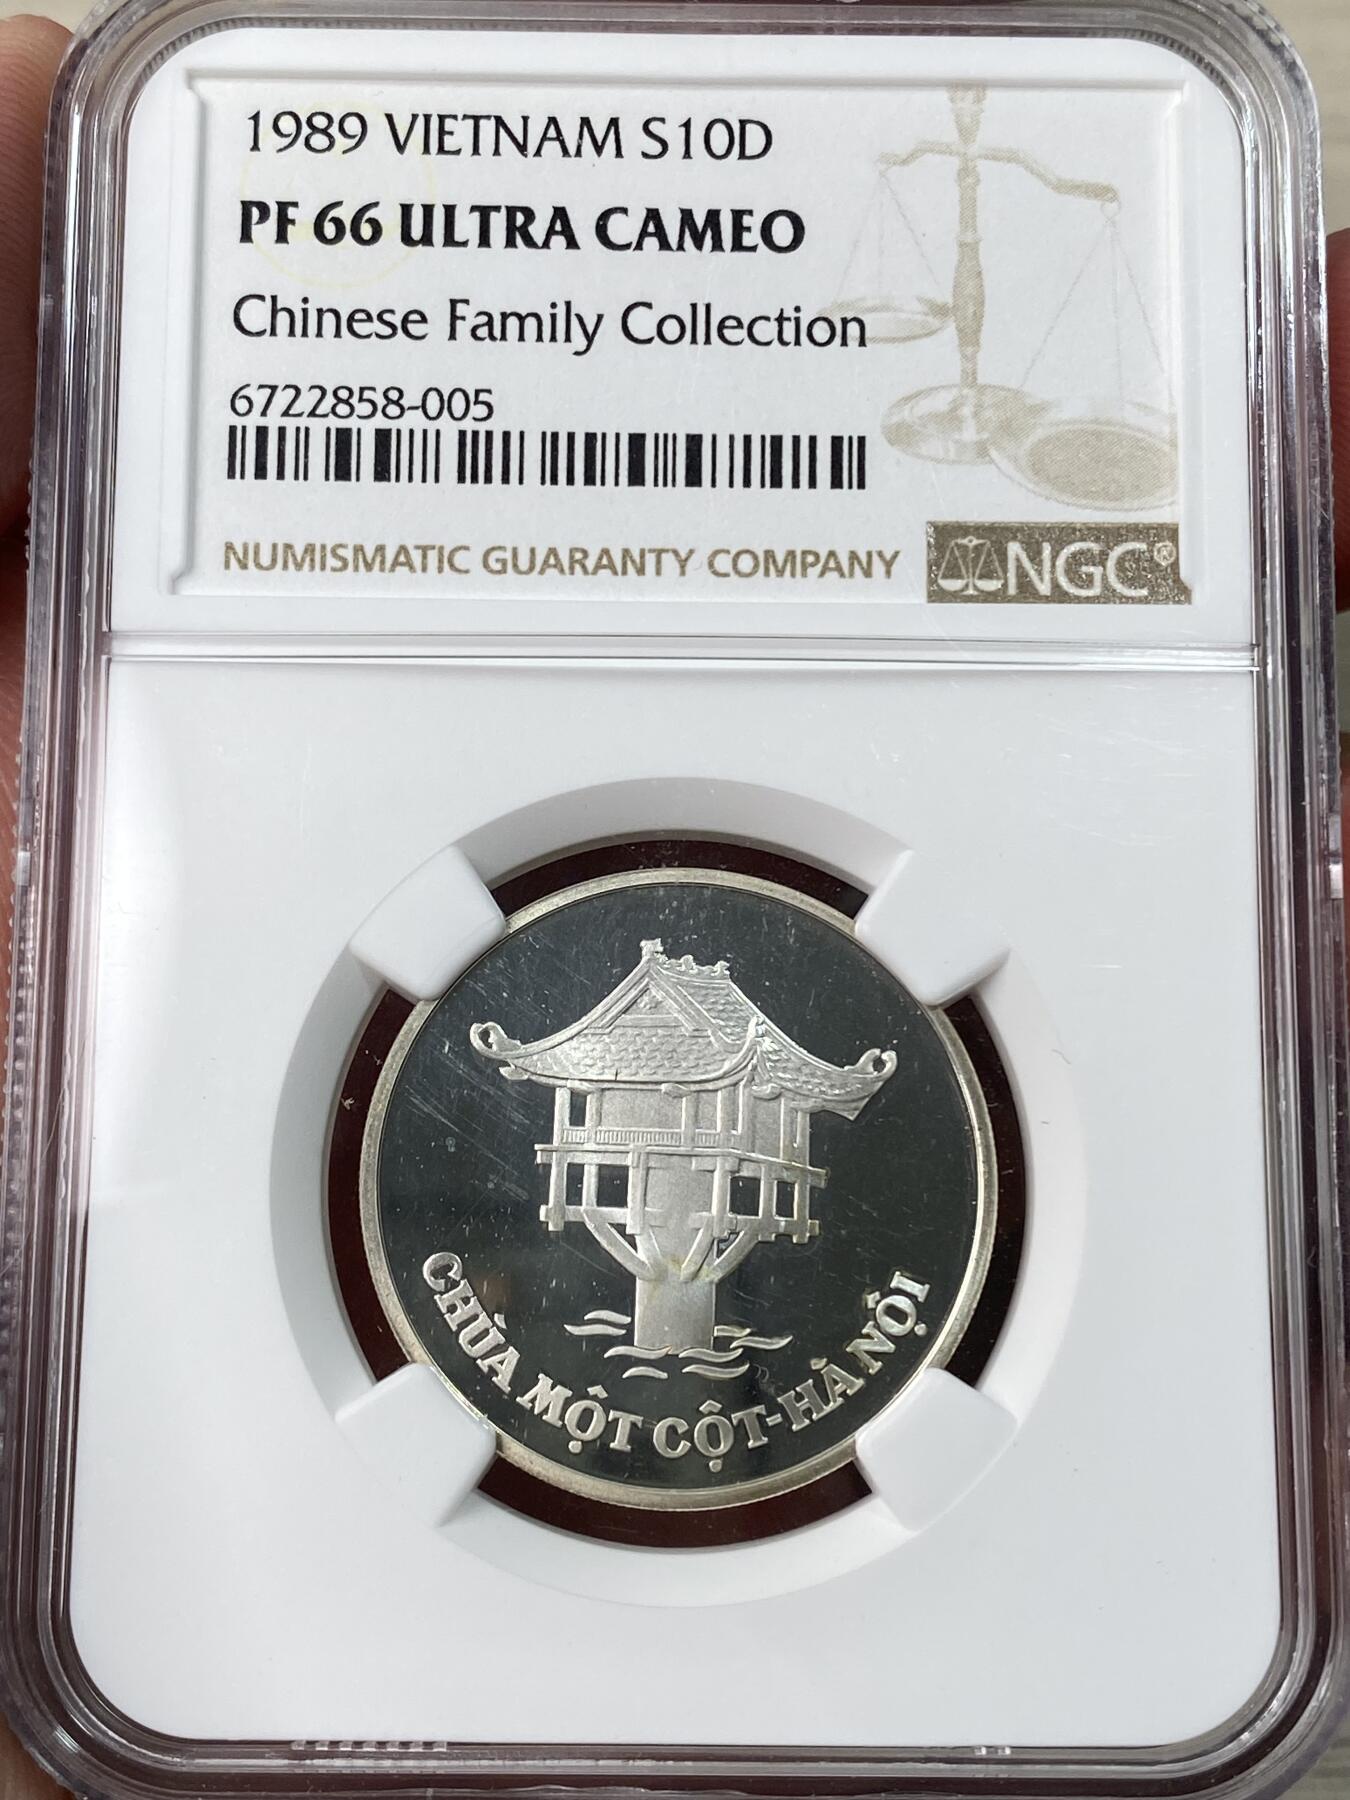 1989 VIETNAM S10D
PF 66 ULTRA CAMEO
Chinese Family Collection
6722858-005
NUMISMATIC GUARANTY COMPANY
NGC®
CHÙA MỘT CỘT-HÀ NỘI